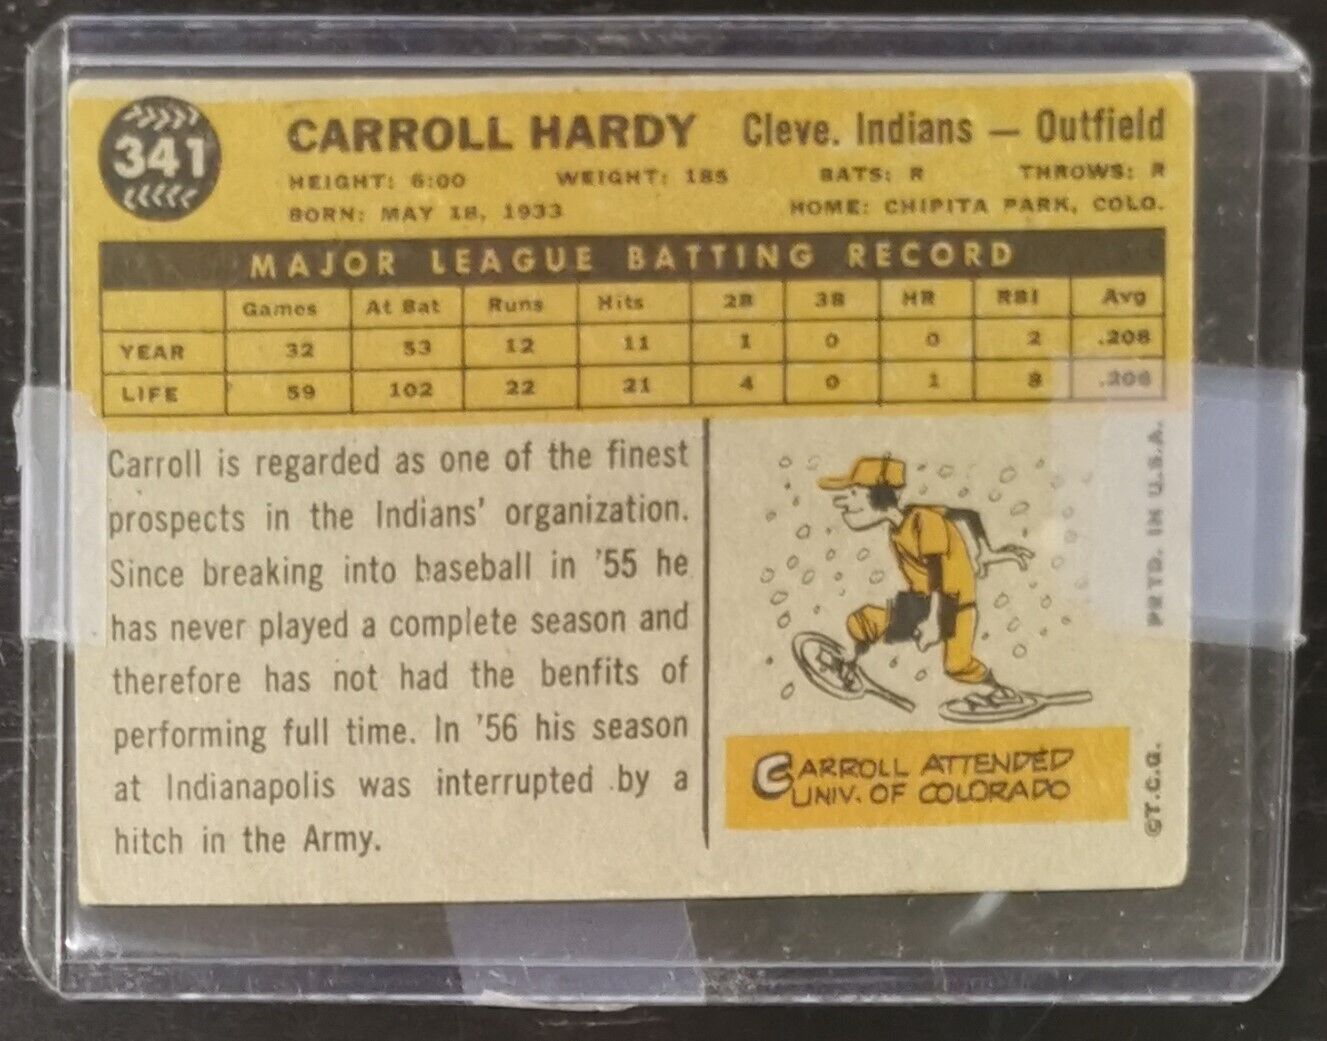 341 CARROLL HARDY Cleve. Indians — Outfield
HEIGHT: 6:00 WEIGHT: 185 BATS: R THROWS: R
BORN: MAY 18, 1933 HOME: CHIPITA PARK, COLO.
MAJOR LEAGUE BATTING RECORD
Games At Bat Runs Hits 2B 3B HR RBI Avg
YEAR 32 53 12 11 1 0 0 2 .208
LIFE 59 102 22 21 4 0 1 8 .206
Carroll is regarded as one of the finest
prospects in the Indians' organization.
Since breaking into baseball in '55 he
has never played a complete season and
therefore has not had the benfits of
performing full time. In '56 his season
at Indianapolis was interrupted by a
hitch in the Army.
CARROLL ATTENDED
UNIV. OF COLORADO
©T.C.G. PRTD. IN U.S.A.